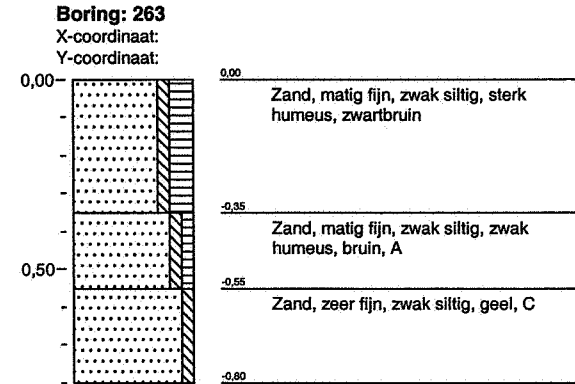 Boring: 263
X-coordinaat:
Y-coordinaat:
0,00
0,00
Zand, matig fijn, zwak siltig, sterk
humeus, zwartbruin
-0,35
Zand, matig fijn, zwak siltig, zwak
humeus, bruin, A
0,50
-0,55
Zand, zeer fijn, zwak siltig, geel, C
-0,80